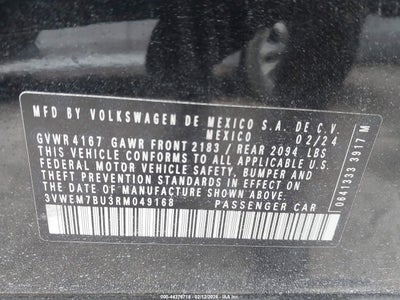 MFD BY VOLKSWAGEN DE MEXICO S.A. DE C.V.
MEXICO 02/24
GVWR 4167 GAWR FRONT 2183 / REAR 2094 LBS
THIS VEHICLE CONFORMS TO ALL APPLICABLE U.S.
FEDERAL MOTOR VEHICLE SAFETY, BUMPER AND
THEFT PREVENTION STANDARDS IN EFFECT ON THE
DATE OF MANUFACTURE SHOWN ABOVE.
3VWEM7BU3RM049168 PASSENGER CAR
0641333 3917 M